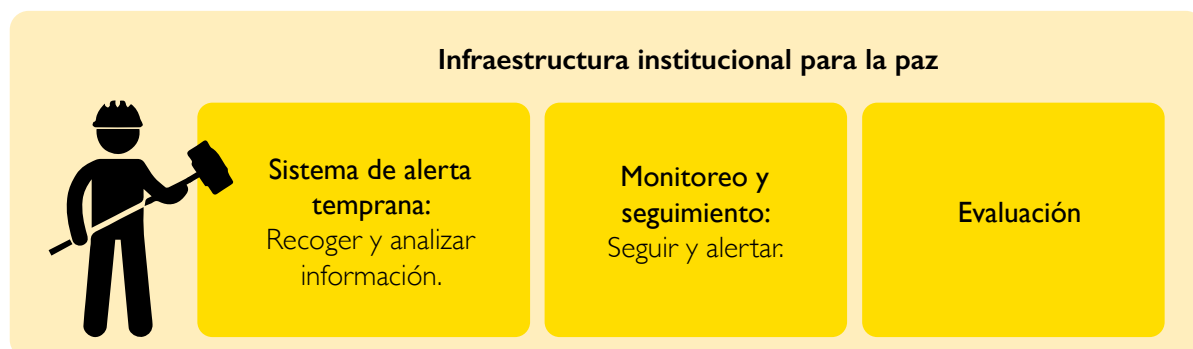 Infraestructura institucional para la paz
Sistema de alerta
temprana:
Recoger y analizar
información.
Monitoreo y
seguimiento:
Seguir y alertar.
Evaluación